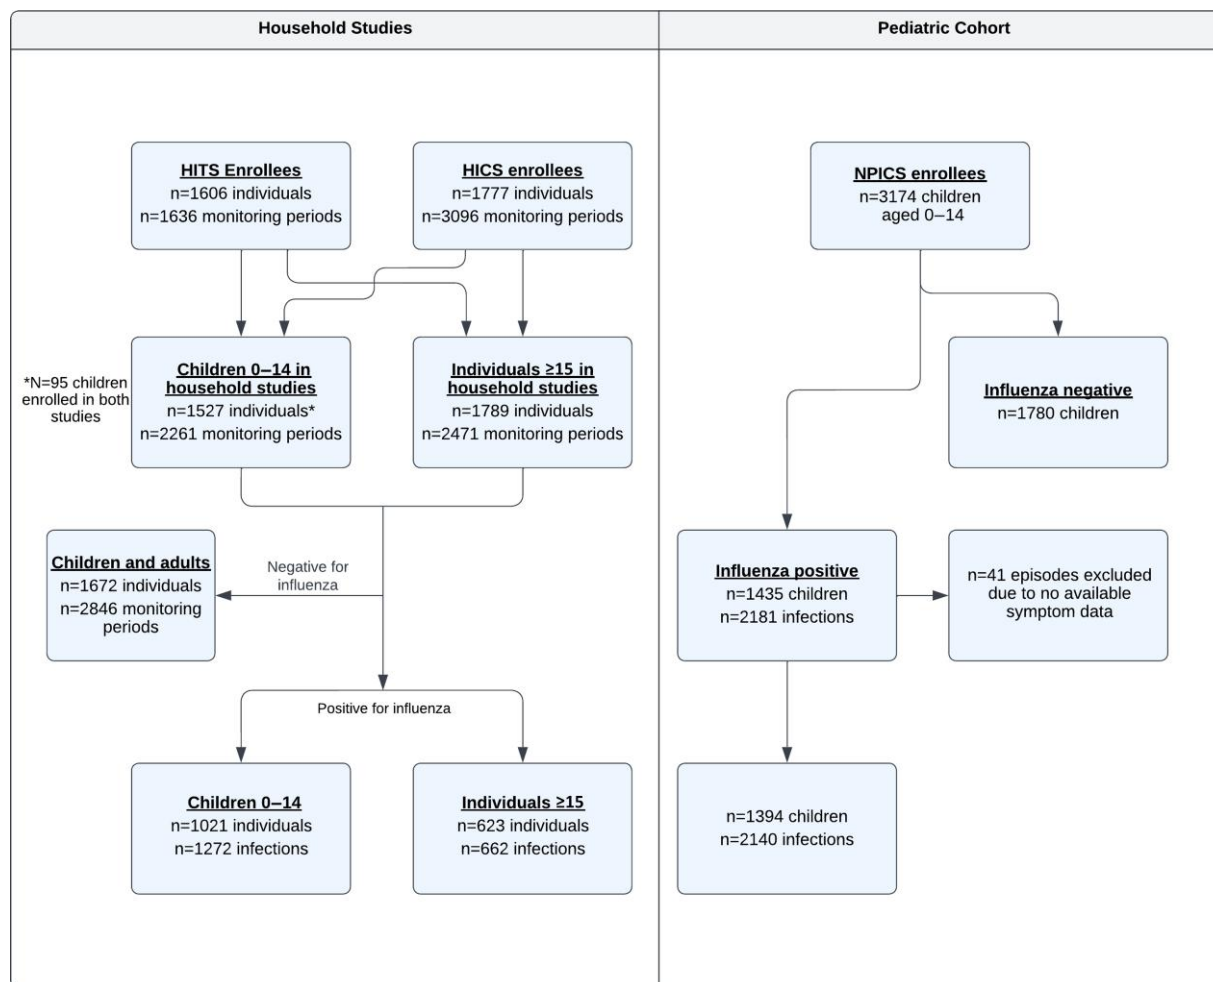 Household Studies
Pediatric Cohort
HITS Enrollees
n=1606 individuals
n=1636 monitoring periods
HICS enrollees
n=1777 individuals
n=3096 monitoring periods
NPICS enrollees
n=3174 children
aged 0–14
*N=95 children
enrolled in both
studies
Children 0–14 in
household studies
n=1527 individuals*
n=2261 monitoring periods
Individuals ≥15 in
household studies
n=1789 individuals
n=2471 monitoring periods
Influenza negative
n=1780 children
Children and adults
n=1672 individuals
n=2846 monitoring
periods
Negative for
influenza
Influenza positive
n=1435 children
n=2181 infections
n=41 episodes excluded
due to no available
symptom data
Positive for influenza
Children 0–14
n=1021 individuals
n=1272 infections
Individuals ≥15
n=623 individuals
n=662 infections
n=1394 children
n=2140 infections